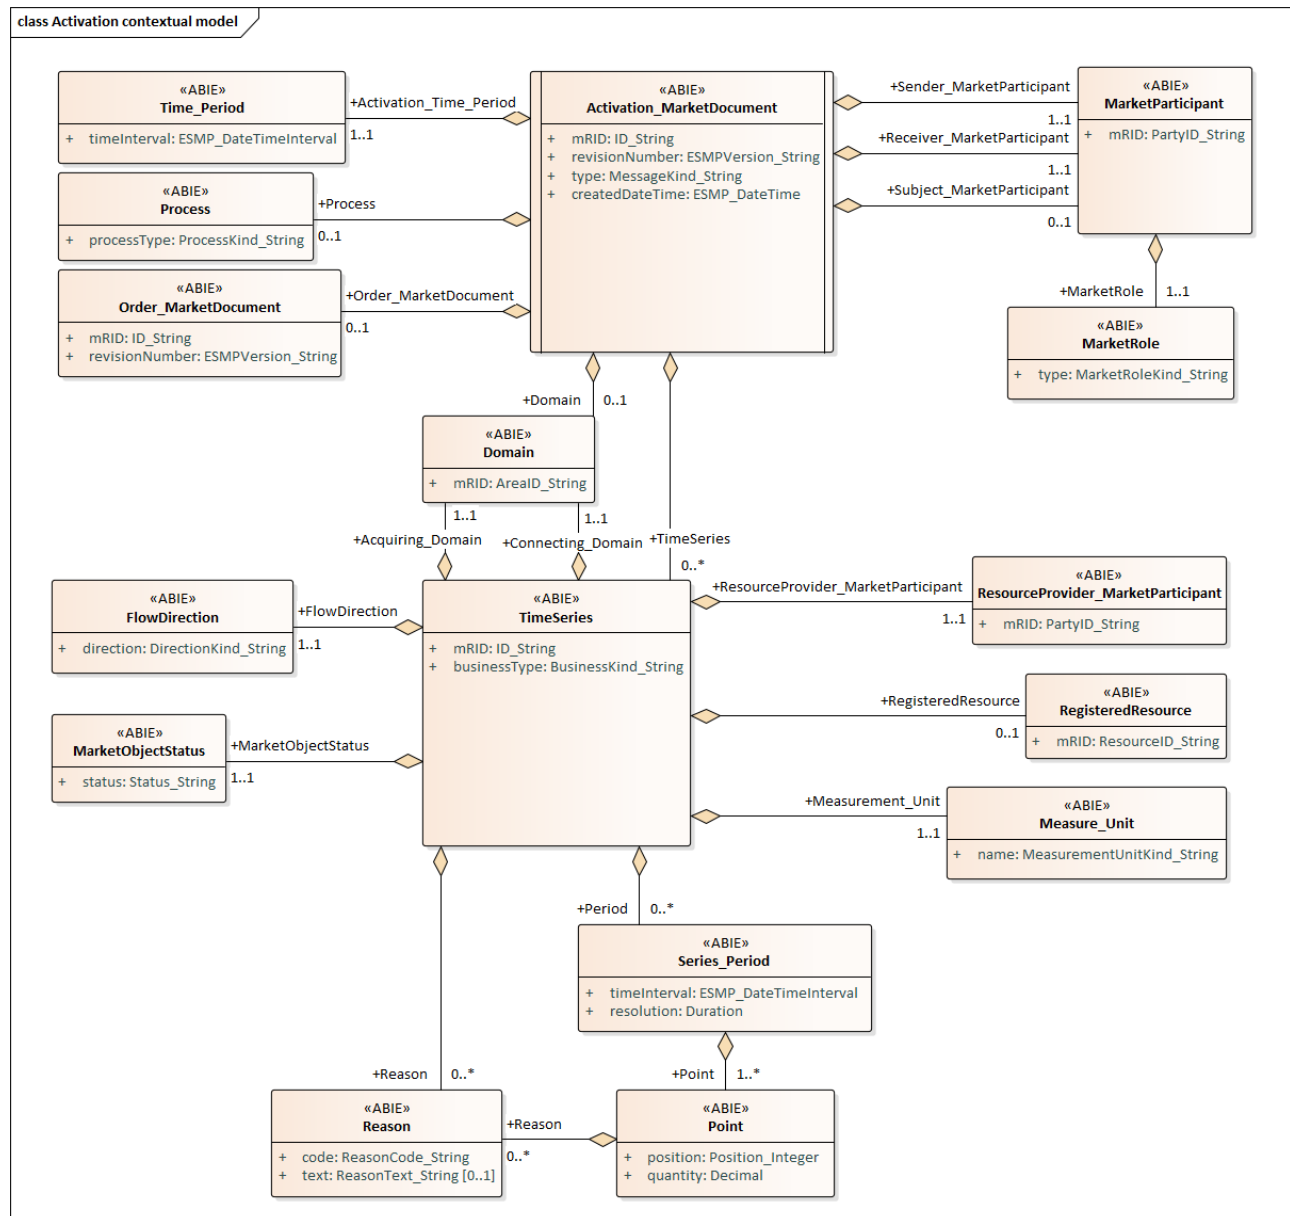 class Activation contextual model
«ABIE»
Time_Period
+ timeInterval: ESMP_DateTimeInterval
+Activation_Time_Period
1..1
«ABIE»
Activation_MarketDocument
+ mRID: ID_String
+ revisionNumber: ESMPVersion_String
+ type: MessageKind_String
+ createdDateTime: ESMP_DateTime
+Sender_MarketParticipant
1..1
+Receiver_MarketParticipant
1..1
+Subject_MarketParticipant
0..1
«ABIE»
MarketParticipant
+ mRID: PartyID_String
«ABIE»
Process
+ processType: ProcessKind_String
+Process
0..1
«ABIE»
Order_MarketDocument
+ mRID: ID_String
+ revisionNumber: ESMPVersion_String
+Order_MarketDocument
0..1
+MarketRole
1..1
«ABIE»
MarketRole
+ type: MarketRoleKind_String
+Domain
0..1
«ABIE»
Domain
+ mRID: AreaID_String
1..1
1..1
+Acquiring_Domain
+Connecting_Domain
+TimeSeries
0..*
«ABIE»
FlowDirection
+ direction: DirectionKind_String
+FlowDirection
1..1
«ABIE»
TimeSeries
+ mRID: ID_String
+ businessType: BusinessKind_String
+ResourceProvider_MarketParticipant
1..1
«ABIE»
ResourceProvider_MarketParticipant
+ mRID: PartyID_String
+RegisteredResource
0..1
«ABIE»
RegisteredResource
+ mRID: ResourceID_String
«ABIE»
MarketObjectStatus
+ status: Status_String
+MarketObjectStatus
1..1
+Measurement_Unit
1..1
«ABIE»
Measure_Unit
+ name: MeasurementUnitKind_String
+Period
0..*
«ABIE»
Series_Period
+ timeInterval: ESMP_DateTimeInterval
+ resolution: Duration
+Reason
0..*
+Point
1..*
«ABIE»
Reason
+ code: ReasonCode_String
+ text: ReasonText_String [0..1]
+Reason
0..*
«ABIE»
Point
+ position: Position_Integer
+ quantity: Decimal